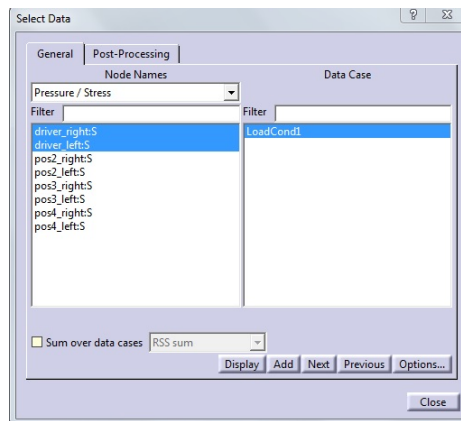 Select Data
General Post-Processing
Node Names Data Case
Pressure / Stress
Filter Filter
driver_right:S LoadCond1
driver_left:S
pos2_right:S
pos2_left:S
pos3_right:S
pos3_left:S
pos4_right:S
pos4_left:S
Sum over data cases RSS sum
Display Add Next Previous Options...
Close